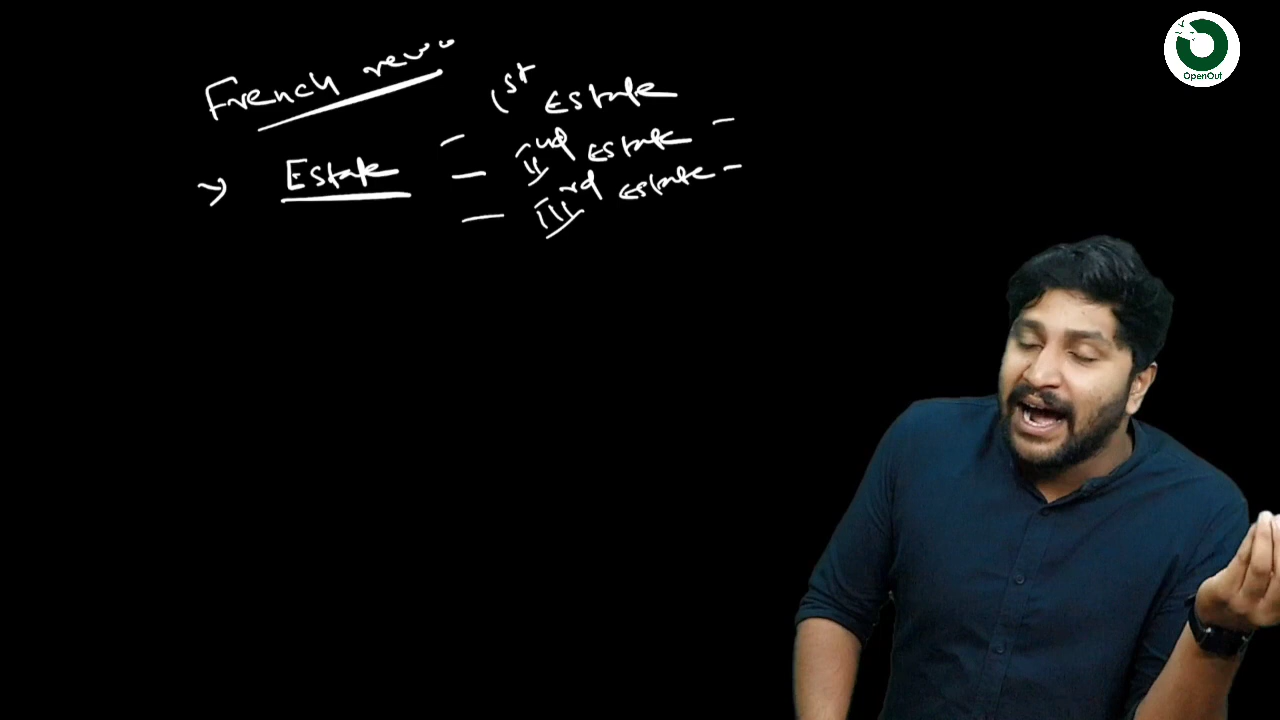 French revo
→ Estate - 1st Estate
- IInd Estate -
- IIIrd Estate -
OpenOut